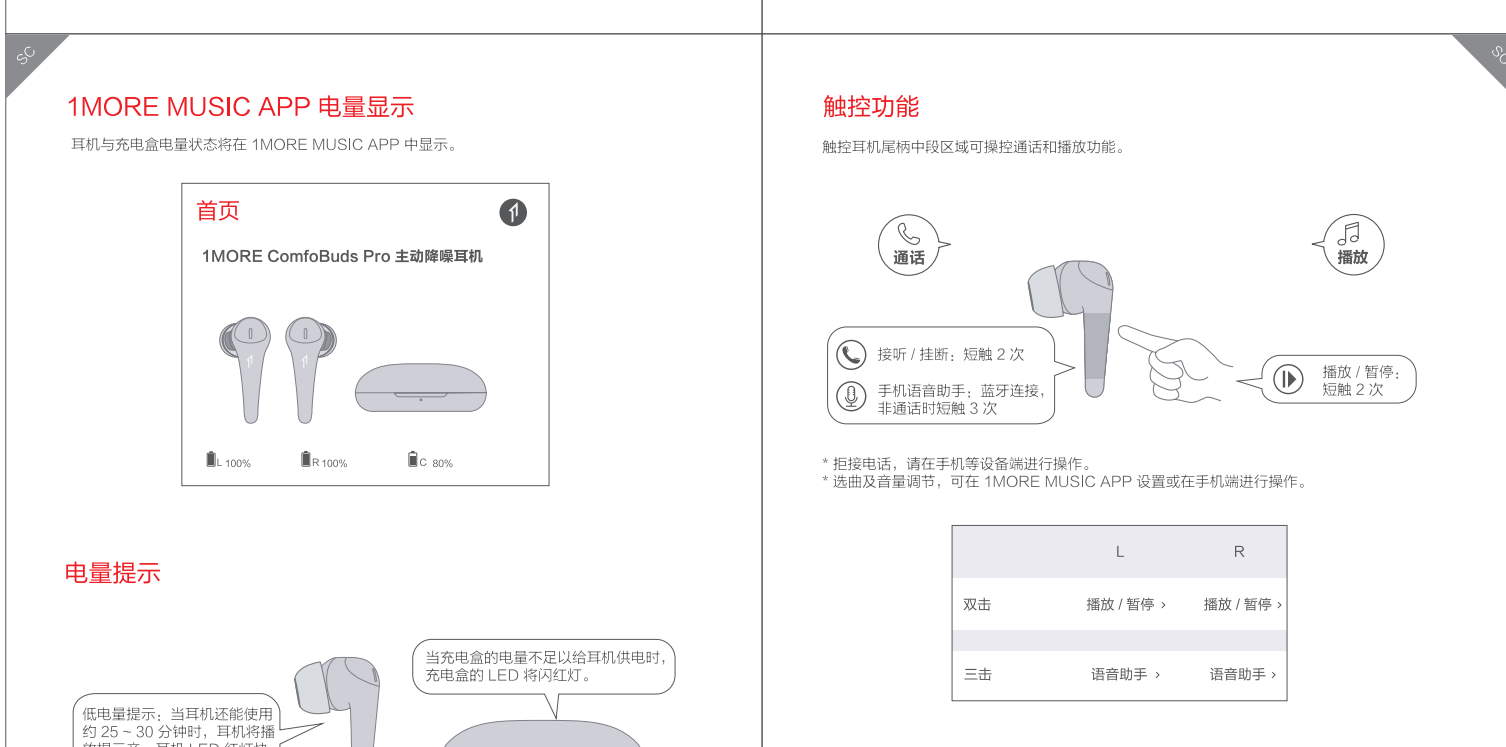 SC
1MORE MUSIC APP 电量显示
耳机与充电盒电量状态将在 1MORE MUSIC APP 中显示。
首页
1MORE ComfoBuds Pro 主动降噪耳机
L 100%
R 100%
C 80%
电量提示
当充电盒的电量不足以给耳机供电时,
充电盒的 LED 将闪红灯。
低电量提示:当耳机还能使用
约 25 ~ 30 分钟时,耳机将播
SC
触控功能
触控耳机尾柄中段区域可操控通话和播放功能。
通话
播放
接听 / 挂断:短触 2 次
手机语音助手:蓝牙连接,
非通话时短触 3 次
播放 / 暂停:
短触 2 次
* 拒接电话,请在手机等设备端进行操作。
* 选曲及音量调节,可在 1MORE MUSIC APP 设置或在手机端进行操作。
L R
双击 播放 / 暂停 › 播放 / 暂停 ›
三击 语音助手 › 语音助手 ›